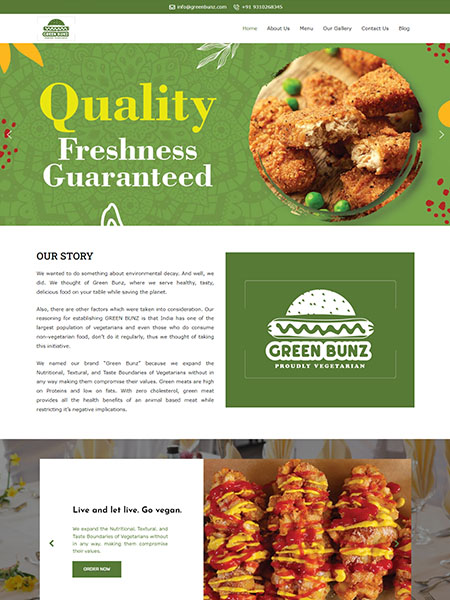 info@greenbunz.com +91 9310268345
GREEN BUNZ
Home About Us Menu Our Gallery Contact Us Blog
Quality
Freshness
Guaranteed
OUR STORY
We wanted to do something about environmental decay. And well, we
did. We thought of Green Bunz, where we serve healthy, tasty,
delicious food on your table while saving the planet.
Also, there are other factors which were taken into consideration. Our
reasoning for establishing GREEN BUNZ is that India has one of the
largest population of vegetarians and even those who do consume
non-vegetarian food, don't do it regularly, thus we thought of taking
this initiative.
We named our brand "Green Bunz" because we expand the
Nutritional, Textural, and Taste Boundaries of Vegetarians without in
any way making them compromise their values. Green meats are high
on Proteins and low on fats. With zero cholesterol, green meat
provides all the health benefits of an animal based meat while
restricting it's negative implications.
GREEN BUNZ
PROUDLY VEGETARIAN
Live and let live. Go vegan.
We expand the Nutritional, Textural, and
Taste Boundaries of Vegetarians without
in any way, making them compromise
their values.
ORDER NOW